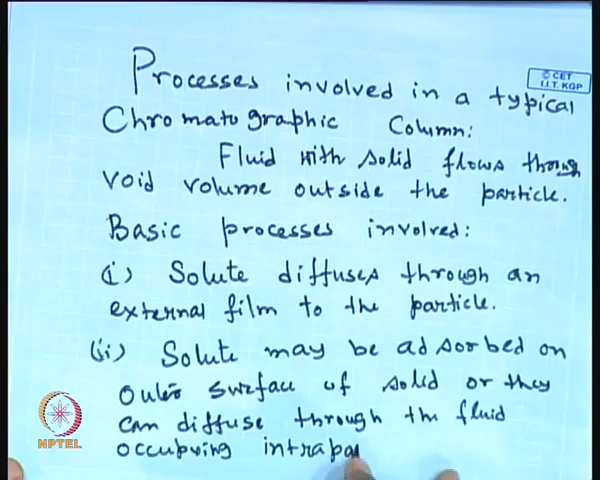 Processes involved in a typical
© CET
I.I.T. KGP
Chromatographic Column:
Fluid with solid flows through
void volume outside the particle.
Basic processes involved:
(i) Solute diffuses through an
external film to the particle.
(ii) Solute may be adsorbed on
Outer surface of solid or they
can diffuse through the fluid
occupying intrapa
NPTEL